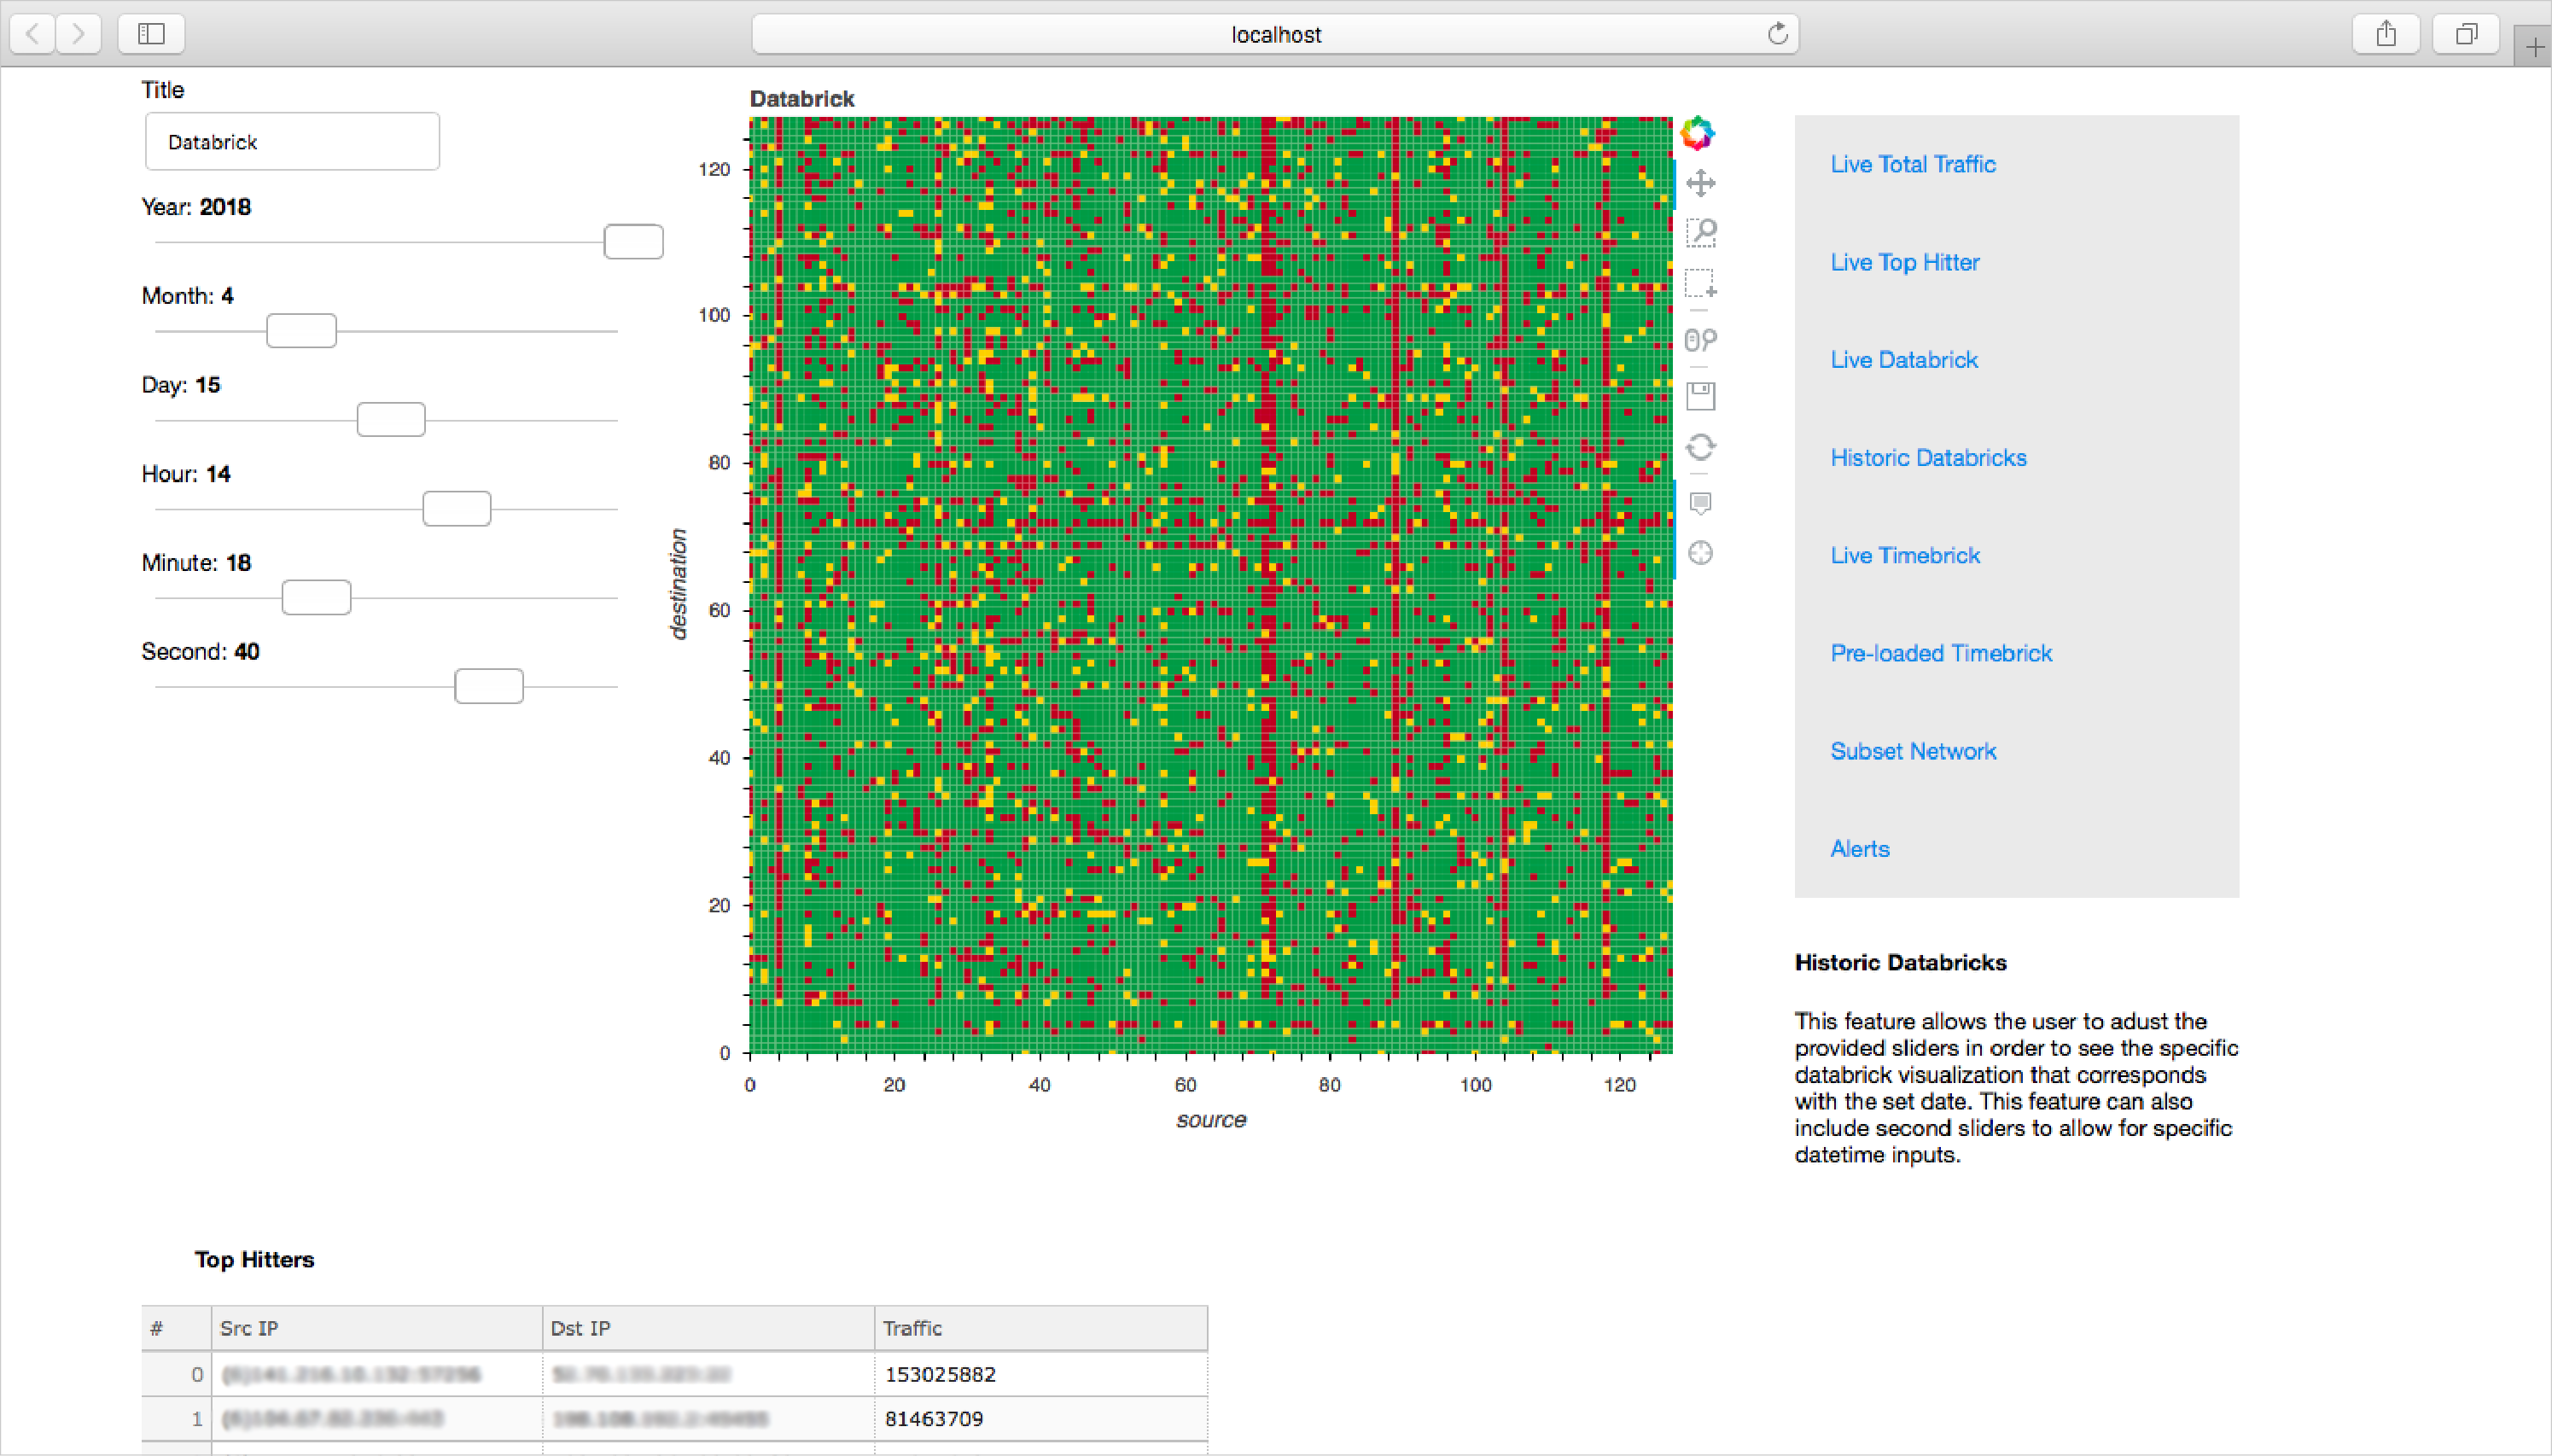 localhost
Title
Databrick
Year: 2018
Month: 4
Day: 15
Hour: 14
Minute: 18
Second: 40
Databrick
120
100
80
60
40
20
0
destination
0 20 40 60 80 100 120
source
Live Total Traffic
Live Top Hitter
Live Databrick
Historic Databricks
Live Timebrick
Pre-loaded Timebrick
Subset Network
Alerts
Historic Databricks
This feature allows the user to adust the
provided sliders in order to see the specific
databrick visualization that corresponds
with the set date. This feature can also
include second sliders to allow for specific
datetime inputs.
Top Hitters
# Src IP Dst IP Traffic
0 153025882
1 81463709